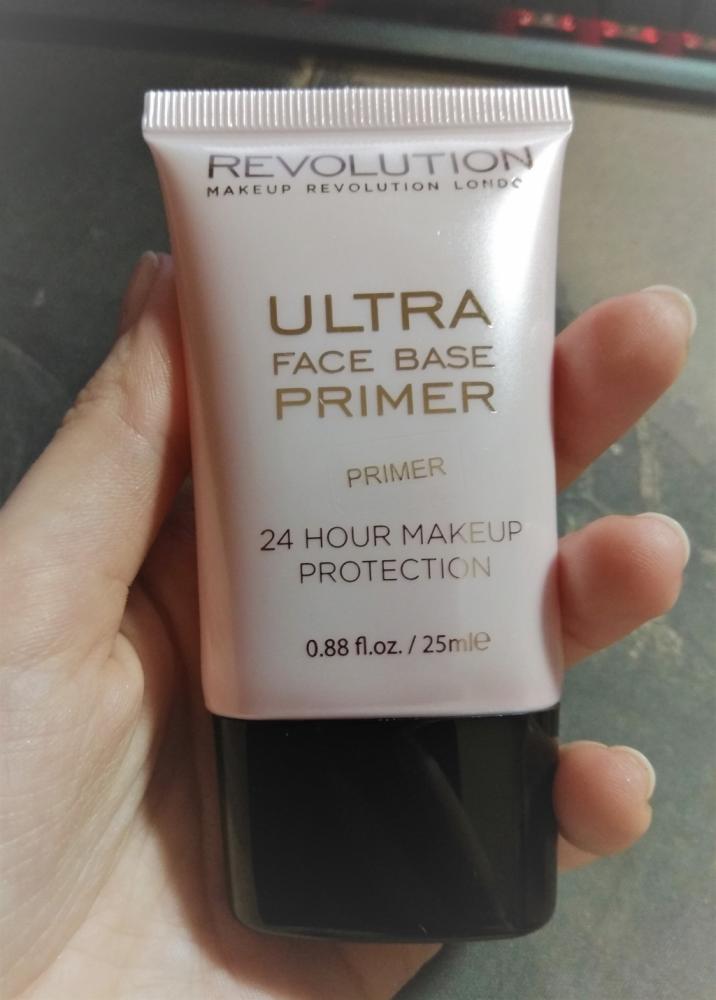 REVOLUTION
MAKEUP REVOLUTION LONDO
ULTRA
FACE BASE
PRIMER
PRIMER
24 HOUR MAKEUP
PROTECTION
0.88 fl.oz. / 25ml℮